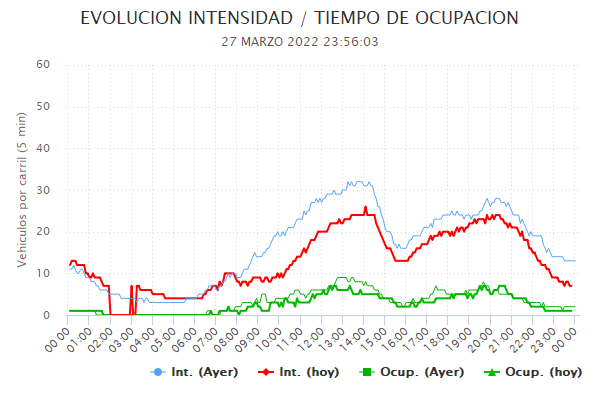 EVOLUCION INTENSIDAD / TIEMPO DE OCUPACION
27 MARZO 2022 23:56:03
Vehiculos por carril (5 min)
60
50
40
30
20
10
0
00:00 01:00 02:00 03:00 04:00 05:00 06:00 07:00 08:00 09:00 10:00 11:00 12:00 13:00 14:00 15:00 16:00 17:00 18:00 19:00 20:00 21:00 22:00 23:00 00:00
Int. (Ayer) Int. (hoy) Ocup. (Ayer) Ocup. (hoy)